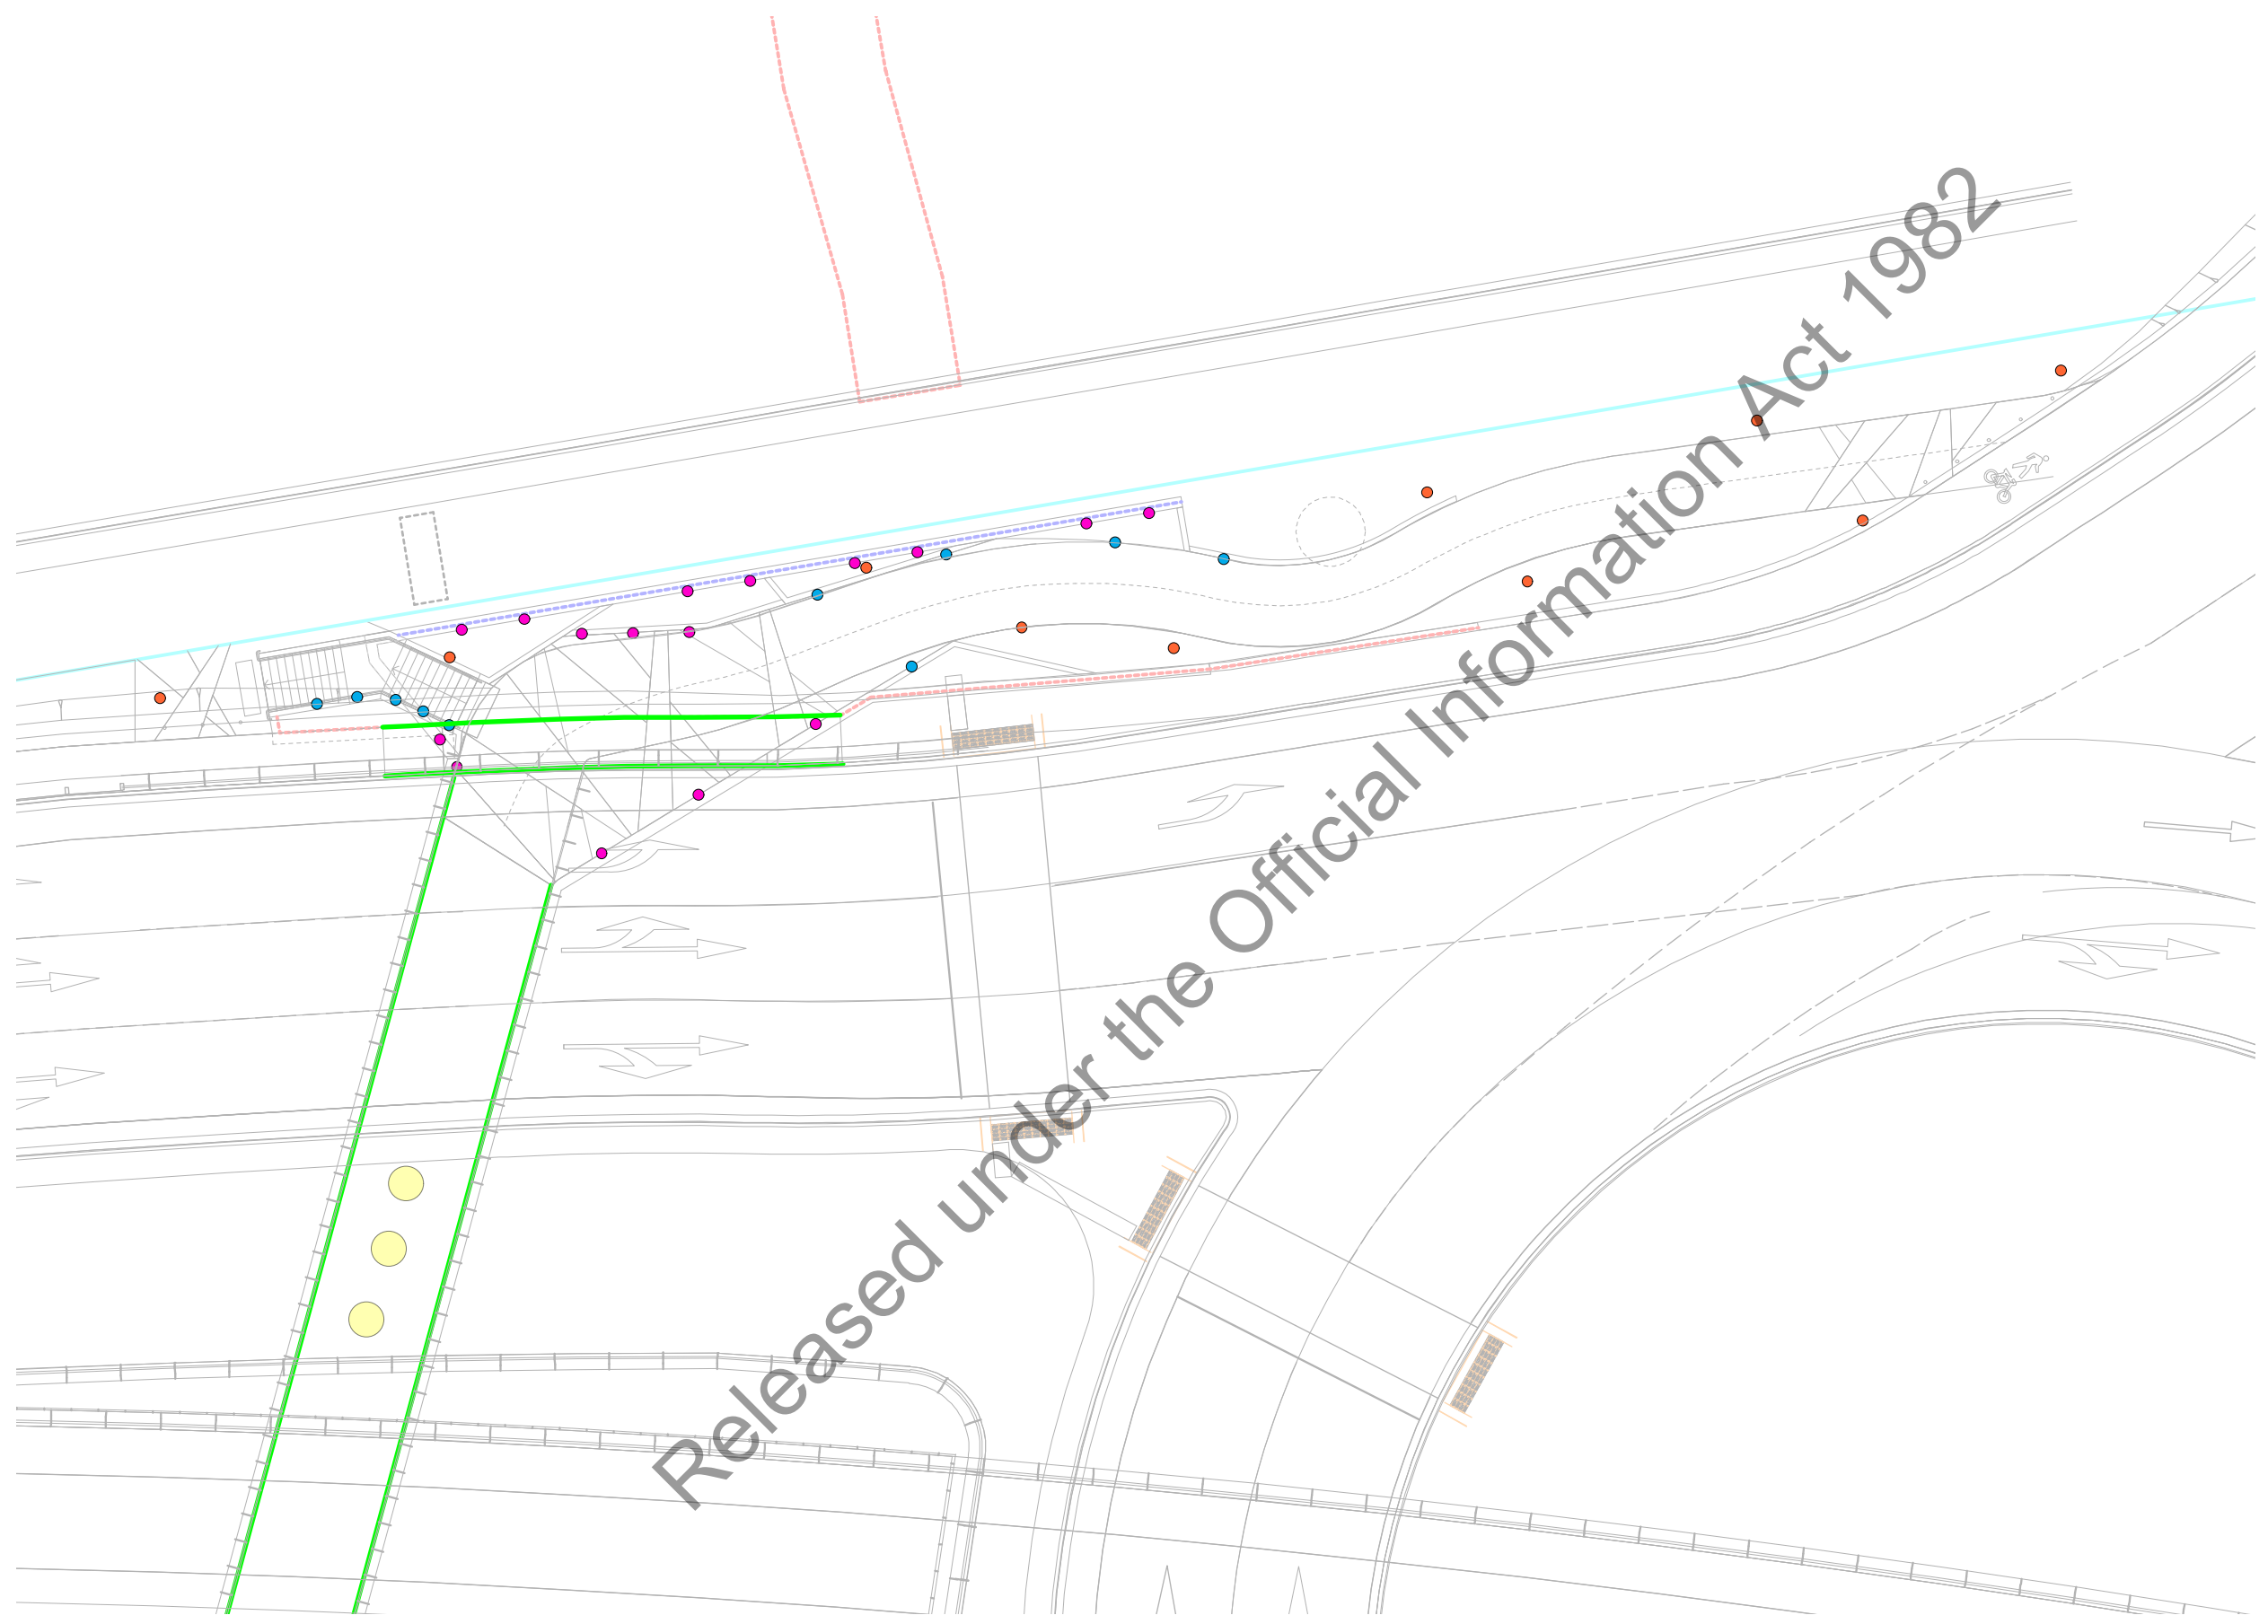 Released under the Official Information Act 1982